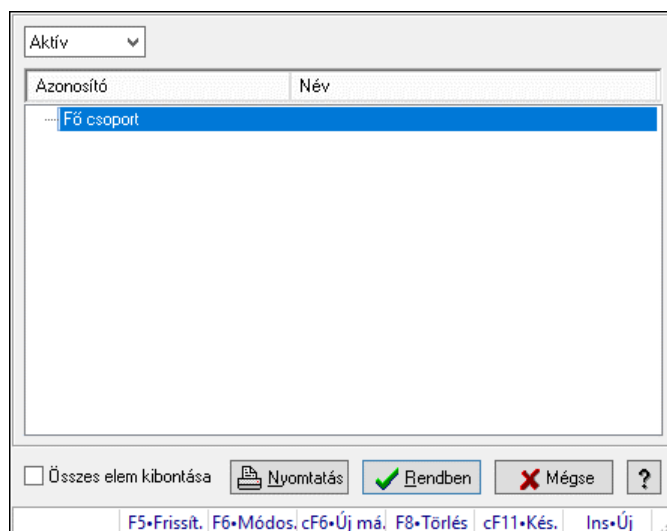 Aktív
Azonosító Név
Fő csoport
Összes elem kibontása Nyomtatás Rendben Mégse ?
F5•Frissít. F6•Módos. cF6•Új má. F8•Törlés cF11•Kés. Ins•Új